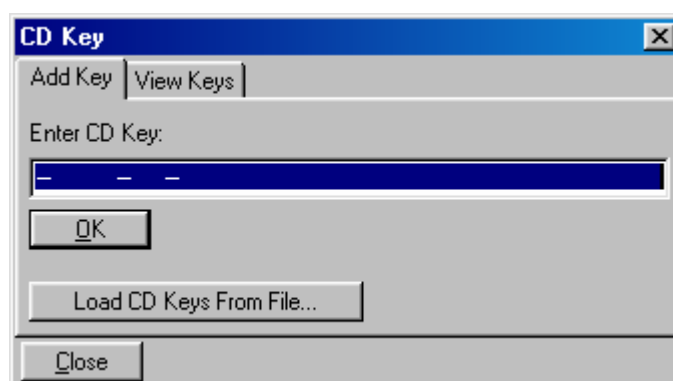 CD Key
Add Key View Keys
Enter CD Key:
– – –
OK
Load CD Keys From File...
Close